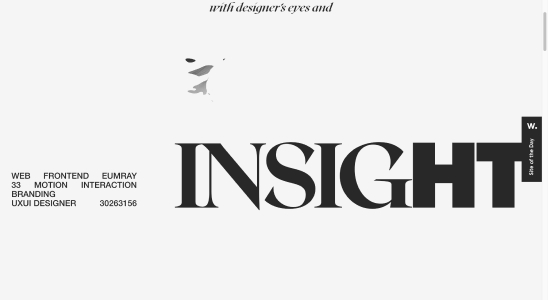 with designer's eyes and
INSIGHT
W.
Site of the Day
WEB FRONTEND EUMRAY
33 MOTION INTERACTION
BRANDING
UXUI DESIGNER 30263156